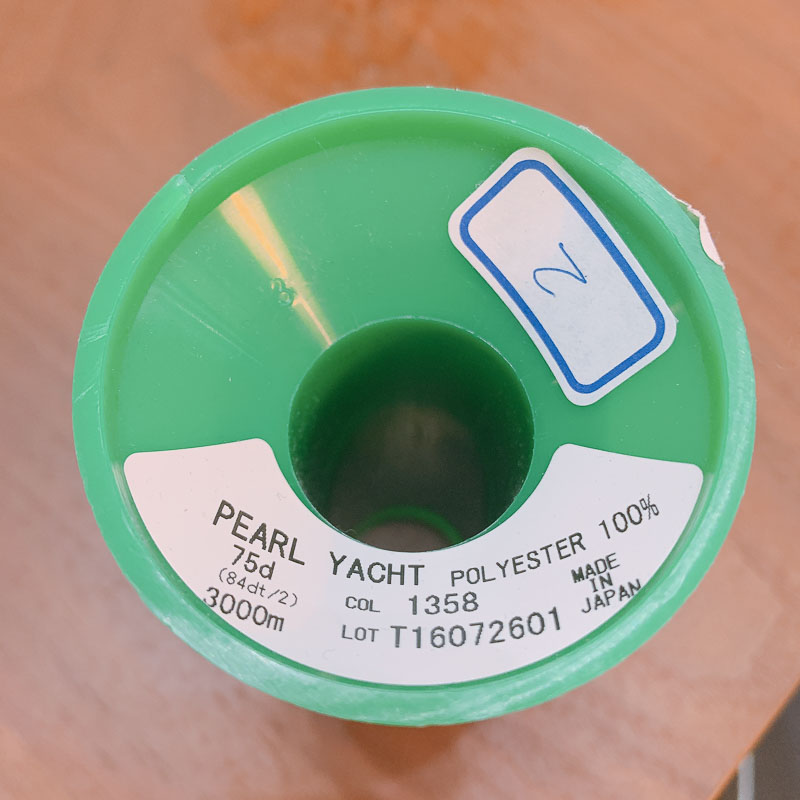 2
PEARL YACHT POLYESTER 100%
75d
(84dt/2)
3000m
COL 1358
LOT T16072601
MADE
IN
JAPAN